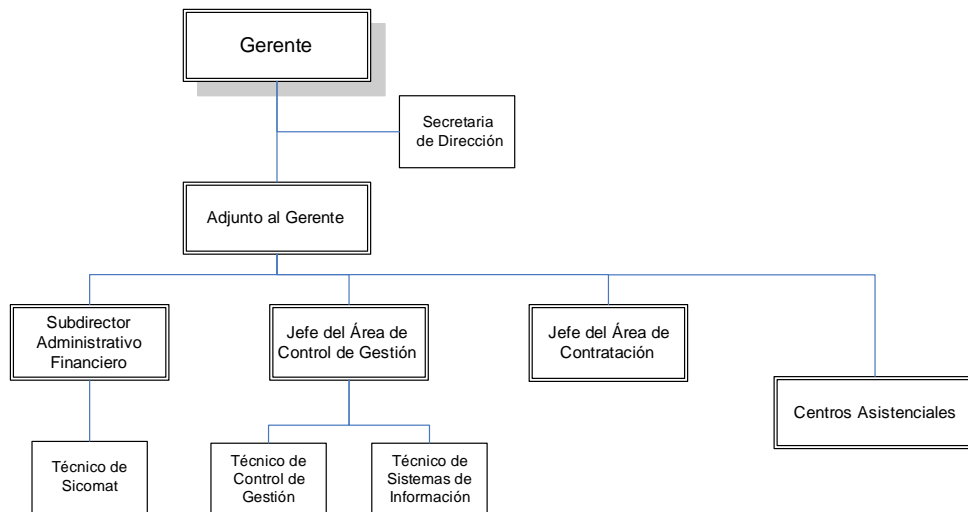 Gerente
Secretaria
de Dirección
Adjunto al Gerente
Subdirector
Administrativo
Financiero
Jefe del Área de
Control de Gestión
Jefe del Área de
Contratación
Centros Asistenciales
Técnico de
Sicomat
Técnico de
Control de
Gestión
Técnico de
Sistemas de
Información